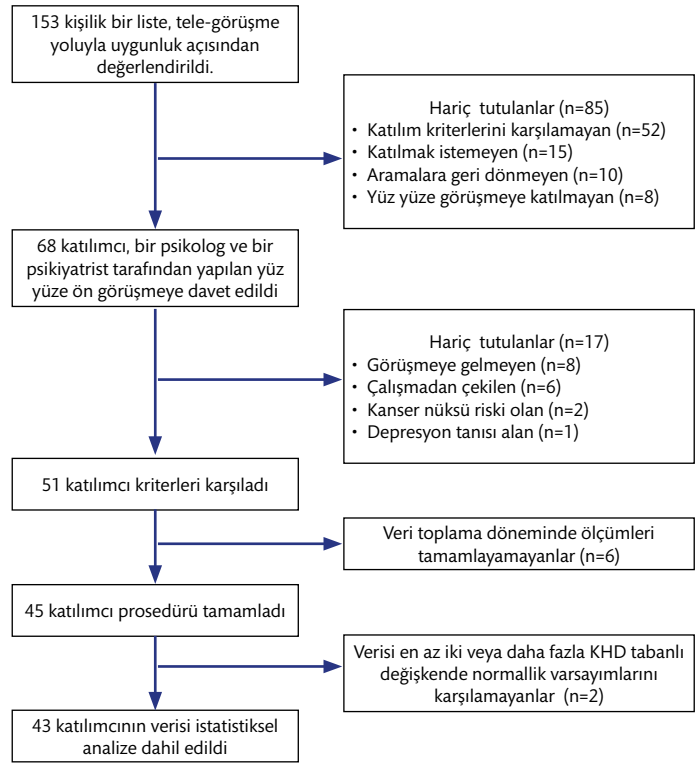 153 kişilik bir liste, tele-görüşme
yoluyla uygunluk açısından
değerlendirildi.
Hariç tutulanlar (n=85)
• Katılım kriterlerini karşılamayan (n=52)
• Katılmak istemeyen (n=15)
• Aramalara geri dönmeyen (n=10)
• Yüz yüze görüşmeye katılmayan (n=8)
68 katılımcı, bir psikolog ve bir
psikiyatrist tarafından yapılan yüz
yüze ön görüşmeye davet edildi
Hariç tutulanlar (n=17)
• Görüşmeye gelmeyen (n=8)
• Çalışmadan çekilen (n=6)
• Kanser nüksü riski olan (n=2)
• Depresyon tanısı alan (n=1)
51 katılımcı kriterleri karşıladı
Veri toplama döneminde ölçümleri
tamamlayamayanlar (n=6)
45 katılımcı prosedürü tamamladı
Verisi en az iki veya daha fazla KHD tabanlı
değişkende normallik varsayımlarını
karşılamayanlar (n=2)
43 katılımcının verisi istatistiksel
analize dahil edildi